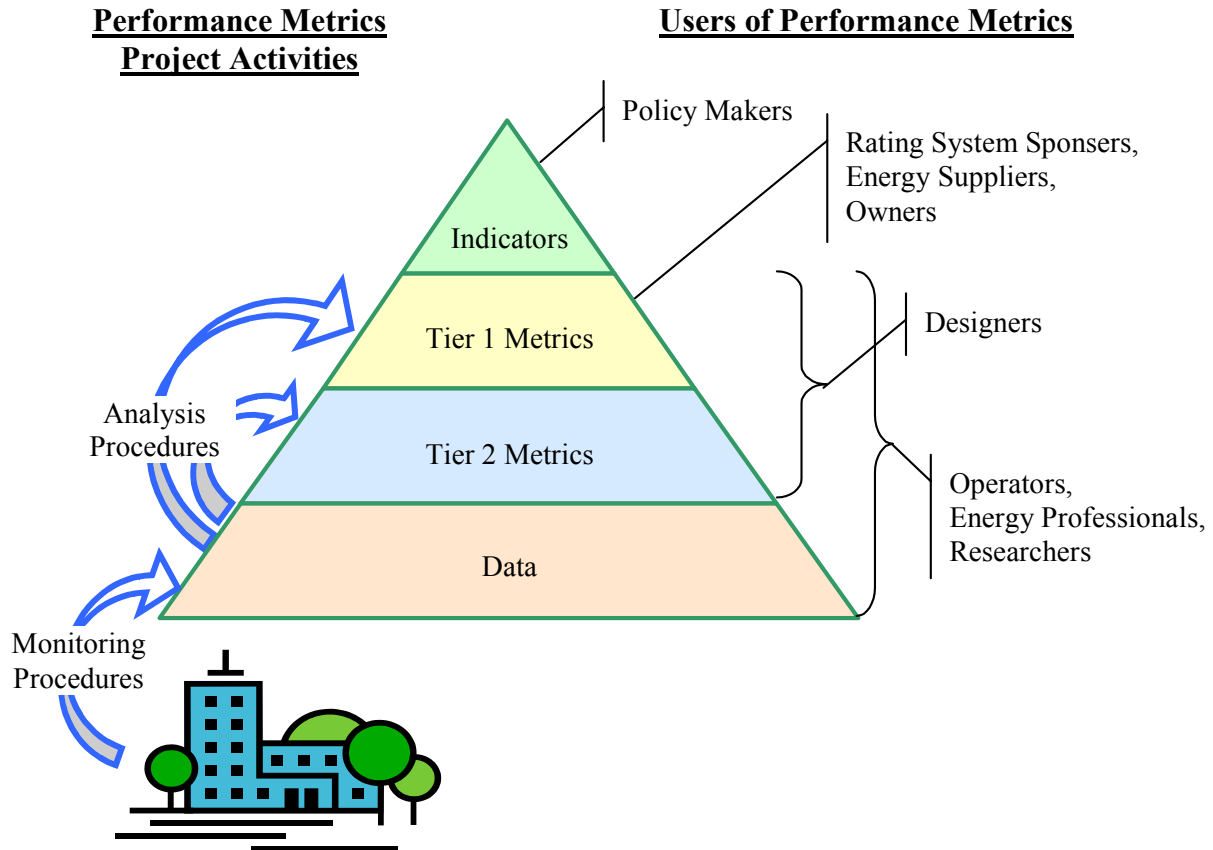 Performance Metrics
Project Activities
Users of Performance Metrics
Policy Makers
Rating System Sponsers,
Energy Suppliers,
Owners
Indicators
Tier 1 Metrics
Designers
Analysis
Procedures
Tier 2 Metrics
Operators,
Energy Professionals,
Researchers
Data
Monitoring
Procedures